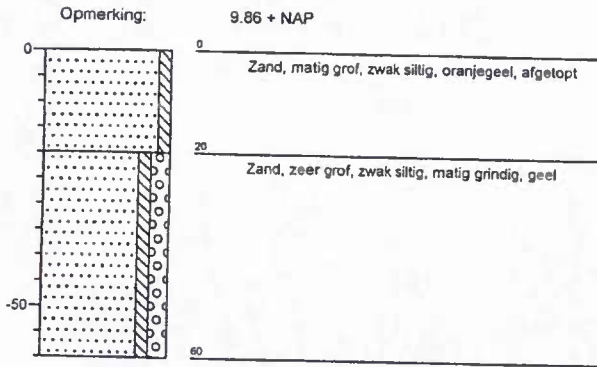 Opmerking: 9.86 + NAP
0
0
Zand, matig grof, zwak siltig, oranjegeel, afgetopt
20
Zand, zeer grof, zwak siltig, matig grindig, geel
-50
60